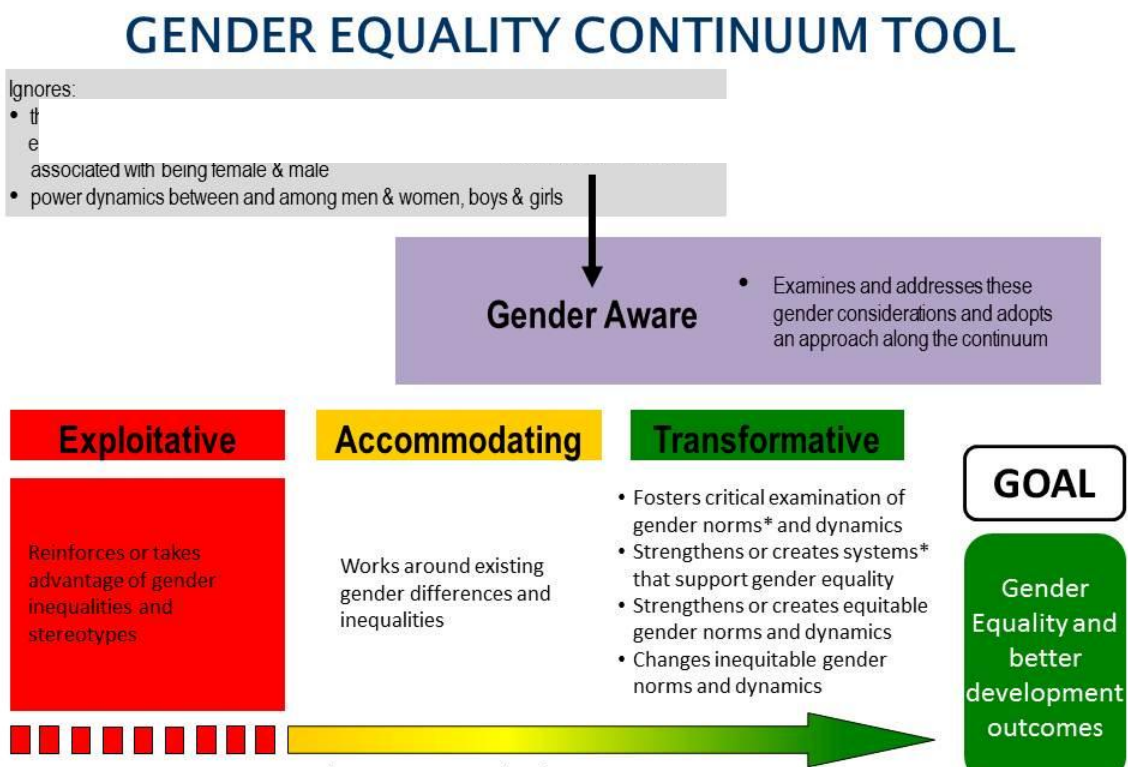 GENDER EQUALITY CONTINUUM TOOL
Ignores:
•
associated with being female & male
• power dynamics between and among men & women, boys & girls
Gender Aware
• Examines and addresses these
gender considerations and adopts
an approach along the continuum
Exploitative
Reinforces or takes
advantage of gender
inequalities and
stereotypes
Accommodating
Works around existing
gender differences and
inequalities
Transformative
• Fosters critical examination of
gender norms* and dynamics
• Strengthens or creates systems*
that support gender equality
• Strengthens or creates equitable
gender norms and dynamics
• Changes inequitable gender
norms and dynamics
GOAL
Gender
Equality and
better
development
outcomes